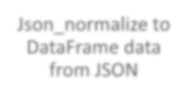 Json_normalize to
DataFrame data
from JSON